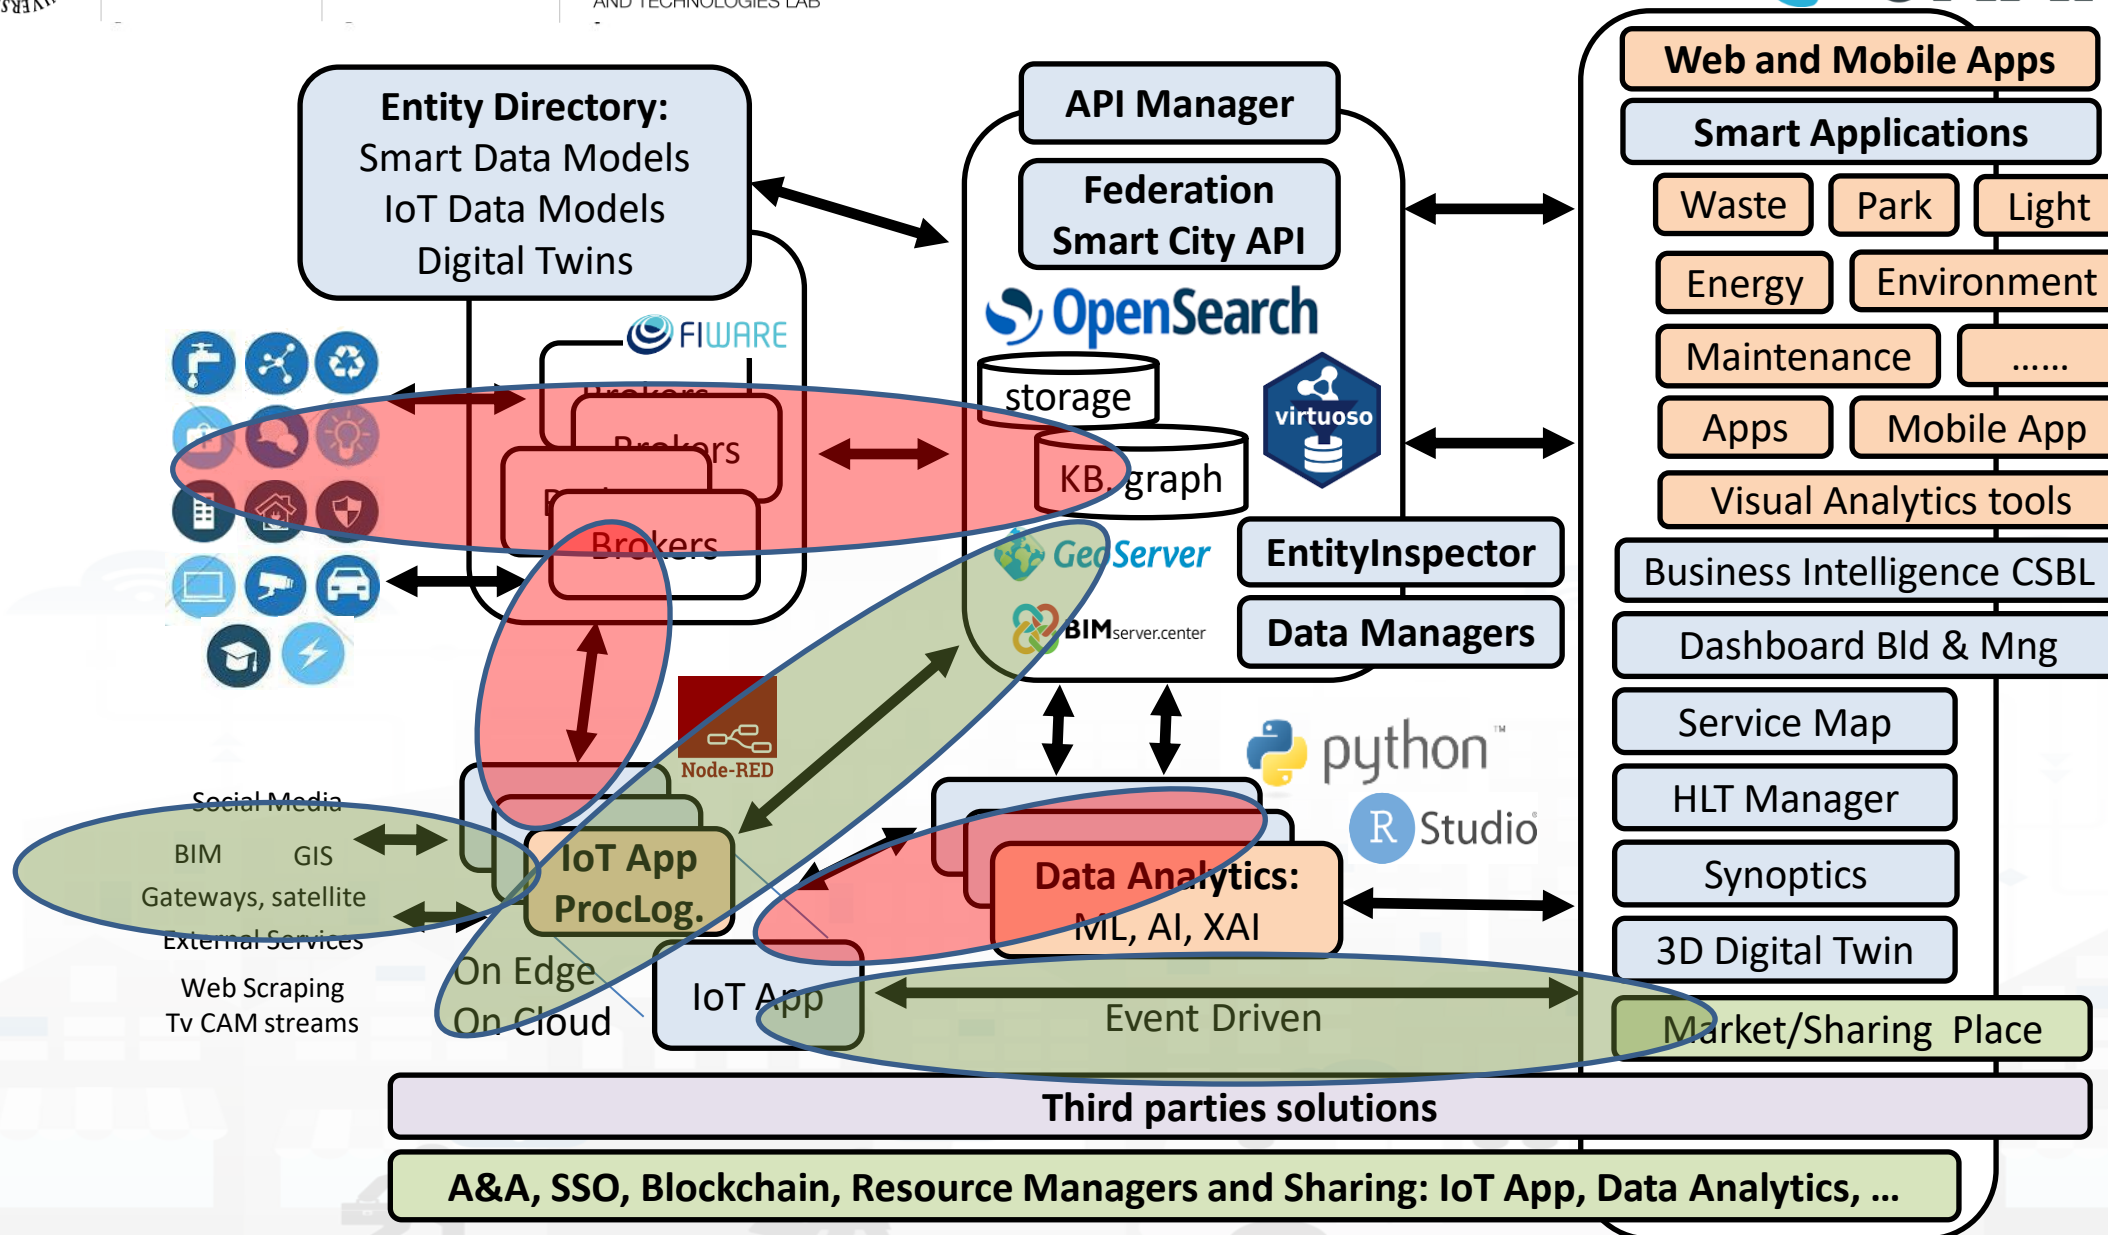 AND TECHNOLOGIES LAB
Entity Directory:
Smart Data Models
IoT Data Models
Digital Twins
FIWARE
Brokers
Brokers
Brokers
API Manager
Federation
Smart City API
OpenSearch
storage
KB, graph
virtuoso
GeoServer
BIMserver.center
EntityInspector
Data Managers
Web and Mobile Apps
Smart Applications
Waste
Park
Light
Energy
Environment
Maintenance
......
Apps
Mobile App
Visual Analytics tools
Business Intelligence CSBL
Dashboard Bld & Mng
Service Map
HLT Manager
Synoptics
3D Digital Twin
Market/Sharing Place
Node-RED
python™
R Studio
Social Media
BIM GIS
Gateways, satellite
External Services
Web Scraping
Tv CAM streams
IoT App
ProcLog.
On Edge
On Cloud
IoT App
Data Analytics:
ML, AI, XAI
Event Driven
Third parties solutions
A&A, SSO, Blockchain, Resource Managers and Sharing: IoT App, Data Analytics, ...